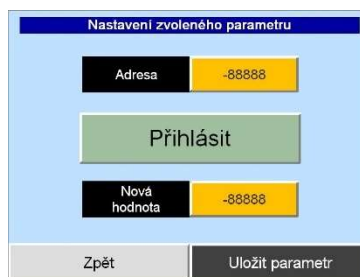 Nastavení zvoleného parametru
Adresa -88888
Přihlásit
Nová
hodnota -88888
Zpět Uložit parametr